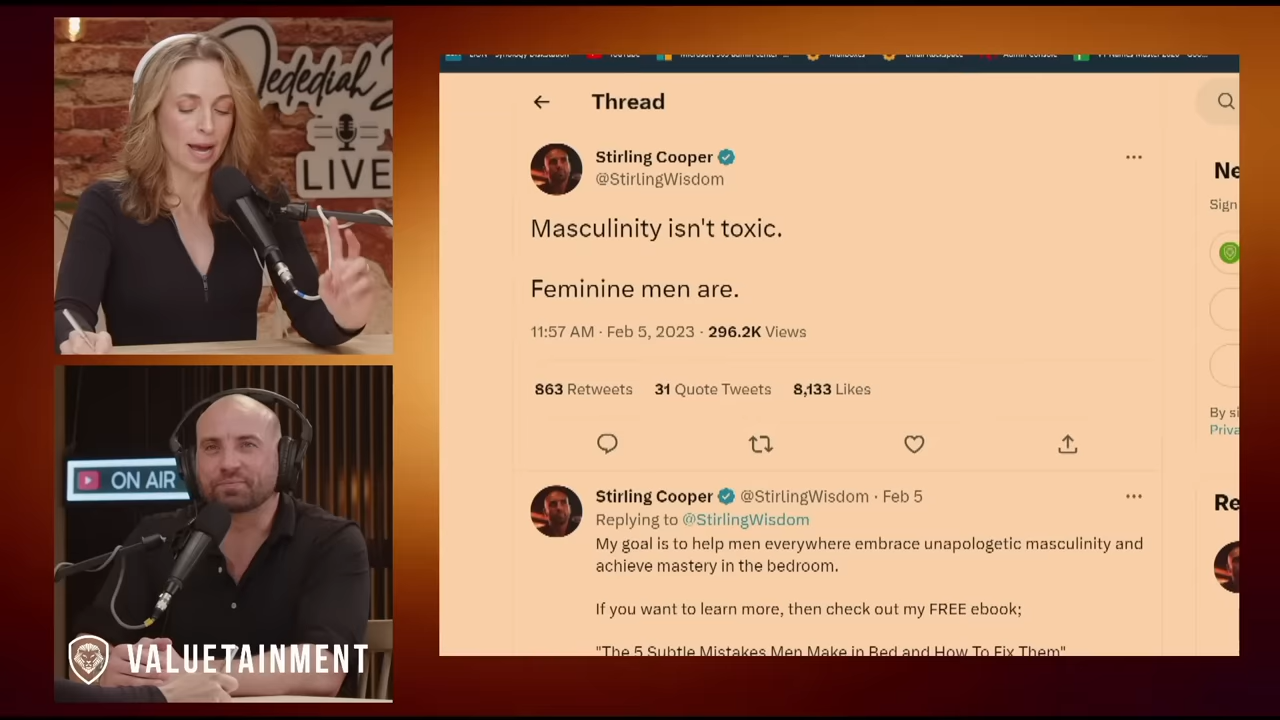 Jedediah
LIVE
ON AIR
VALUETAINMENT
YouTube
Thread
Ne
Stirling Cooper
@StirlingWisdom
Sign
Masculinity isn't toxic.
Feminine men are.
11:57 AM · Feb 5, 2023 · 296.2K Views
863 Retweets 31 Quote Tweets 8,133 Likes
By si
Priva
Stirling Cooper @StirlingWisdom · Feb 5
Re
Replying to @StirlingWisdom
My goal is to help men everywhere embrace unapologetic masculinity and
achieve mastery in the bedroom.
If you want to learn more, then check out my FREE ebook;
"The 5 Subtle Mistakes Men Make in Bed and How To Fix Them"